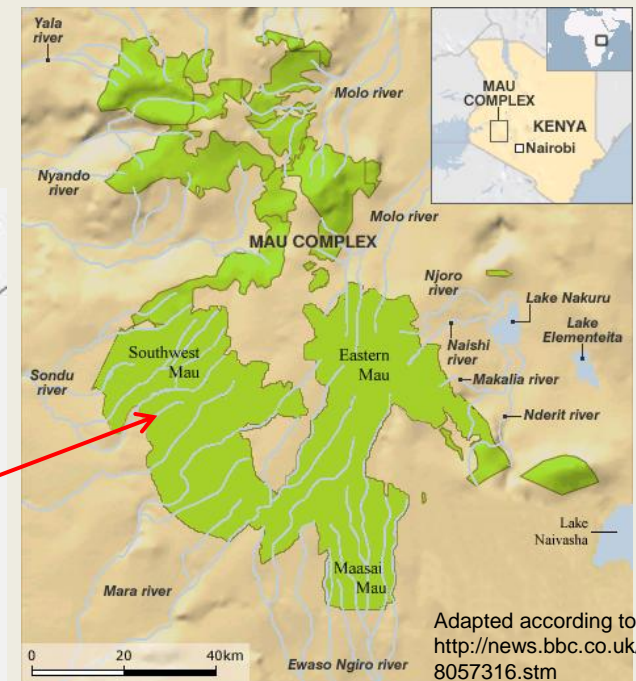 Yala
river
Molo river
MAU
COMPLEX
KENYA
Nairobi
Nyando
river
Molo river
MAU COMPLEX
Njoro
river
Lake Nakuru
Lake
Elementeita
Naishi
river
Southwest
Mau
Eastern
Mau
Sondu
river
Makalia river
Nderit river
Lake
Naivasha
Maasai
Mau
Mara river
Adapted according to
http://news.bbc.co.uk/
8057316.stm
0 20 40km
Ewaso Ngiro river